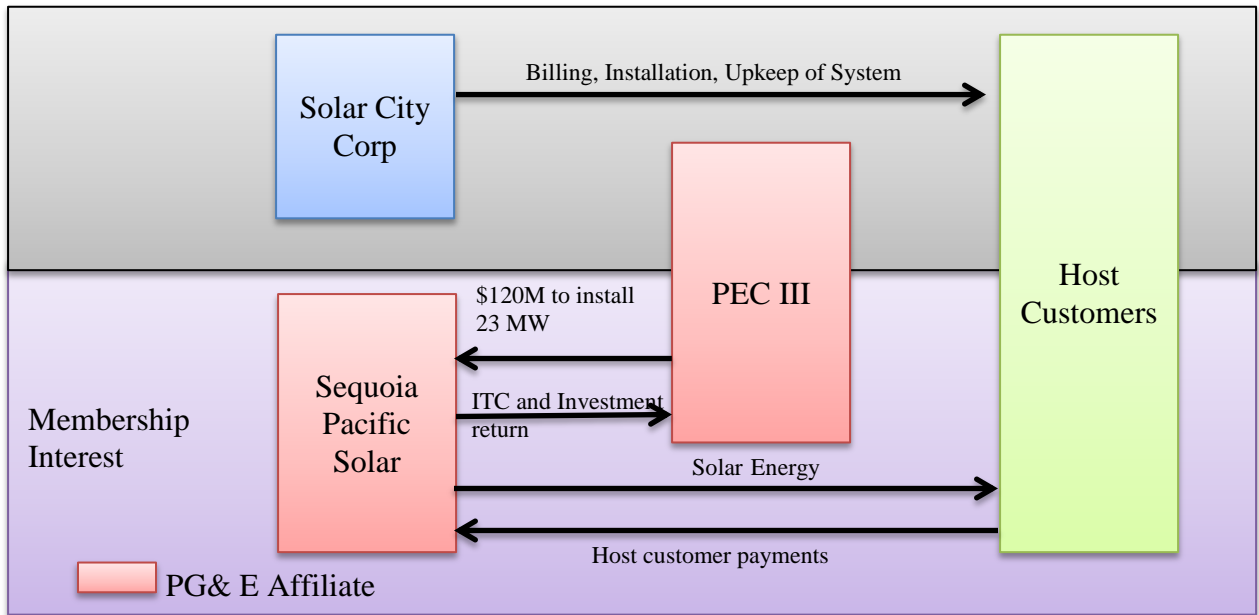 Billing, Installation, Upkeep of System
Solar City
Corp
PEC III
Host
Customers
$120M to install
23 MW
Sequoia
Pacific
Solar
ITC and Investment
return
Membership
Interest
Solar Energy
Host customer payments
PG& E Affiliate